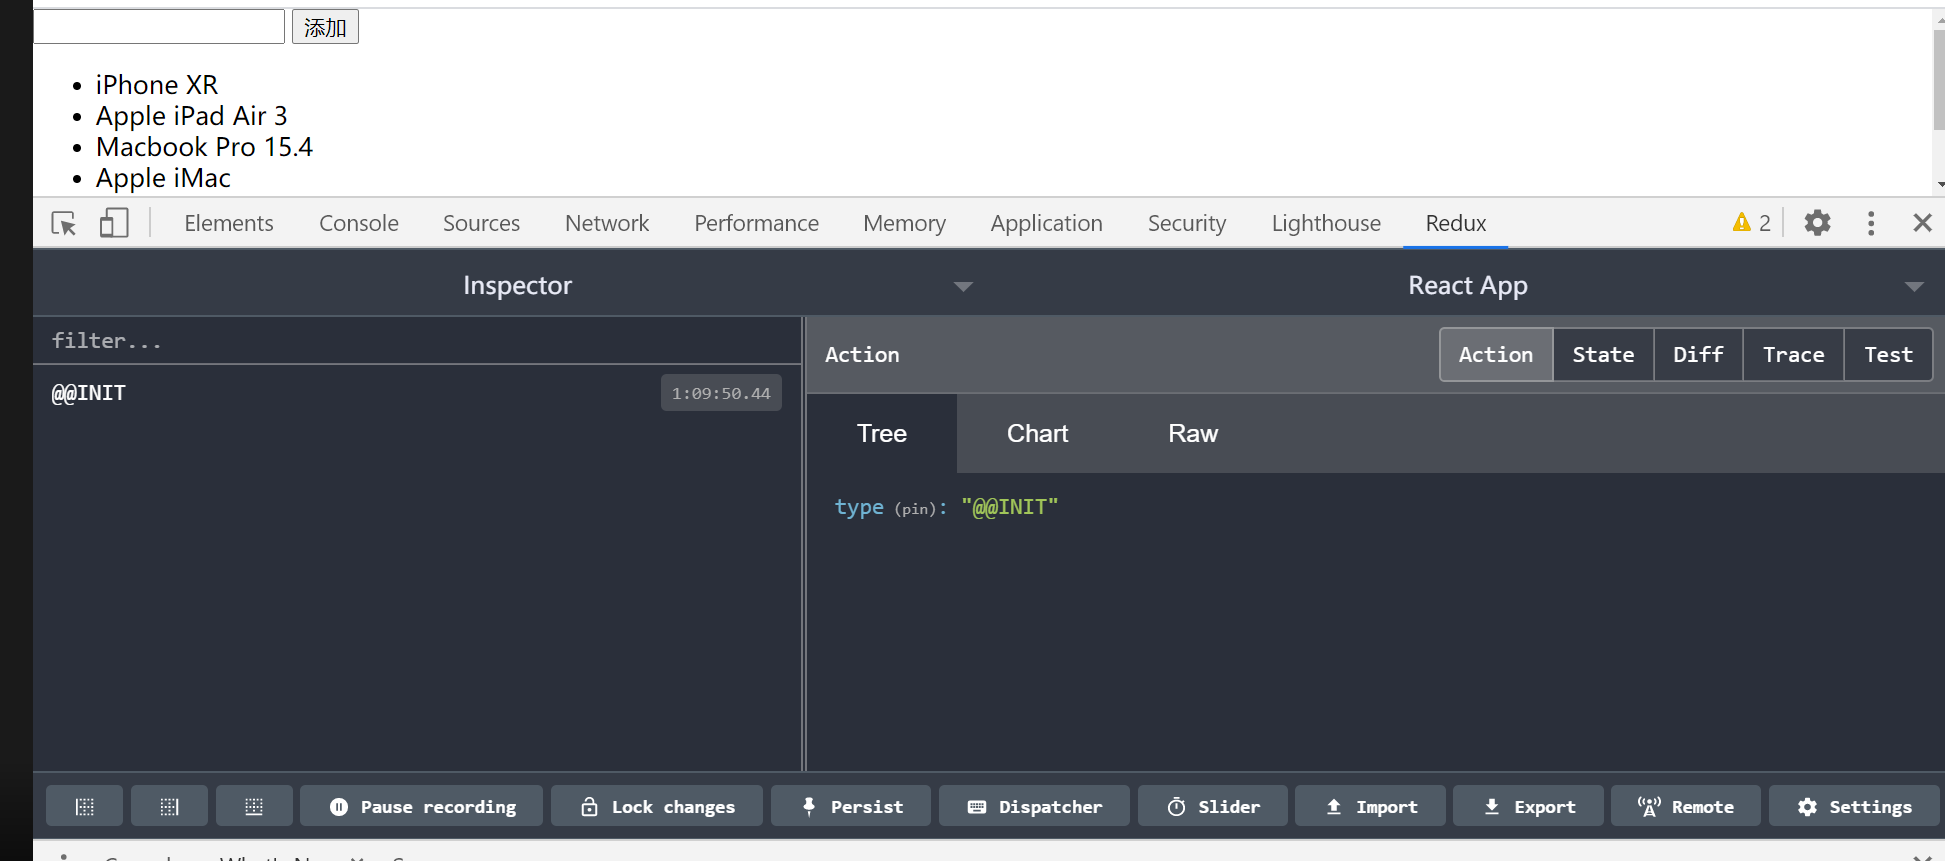 添加
iPhone XR
Apple iPad Air 3
Macbook Pro 15.4
Apple iMac
Elements Console Sources Network Performance Memory Application Security Lighthouse Redux 2
Inspector React App
filter...
@@INIT 1:09:50.44
Action Action State Diff Trace Test
Tree Chart Raw
type (pin): "@@INIT"
Pause recording Lock changes Persist Dispatcher Slider Import Export Remote Settings